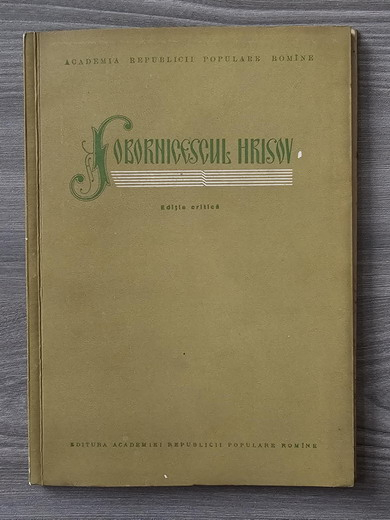 ACADEMIA REPUBLICII POPULARE ROMÎNE
SOBORNICESCUL HRISOV
Ediție critică
EDITURA ACADEMIEI REPUBLICII POPULARE ROMÎNE